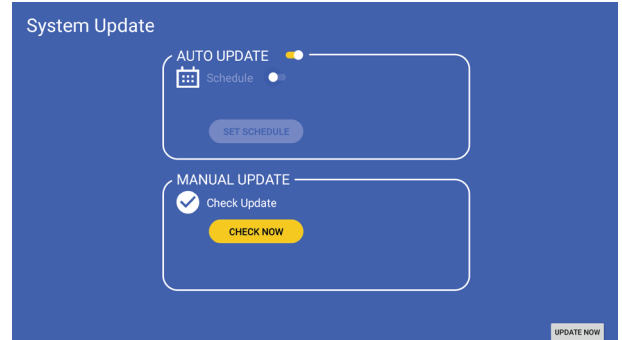 System Update
AUTO UPDATE
Schedule
SET SCHEDULE
MANUAL UPDATE
Check Update
CHECK NOW
UPDATE NOW